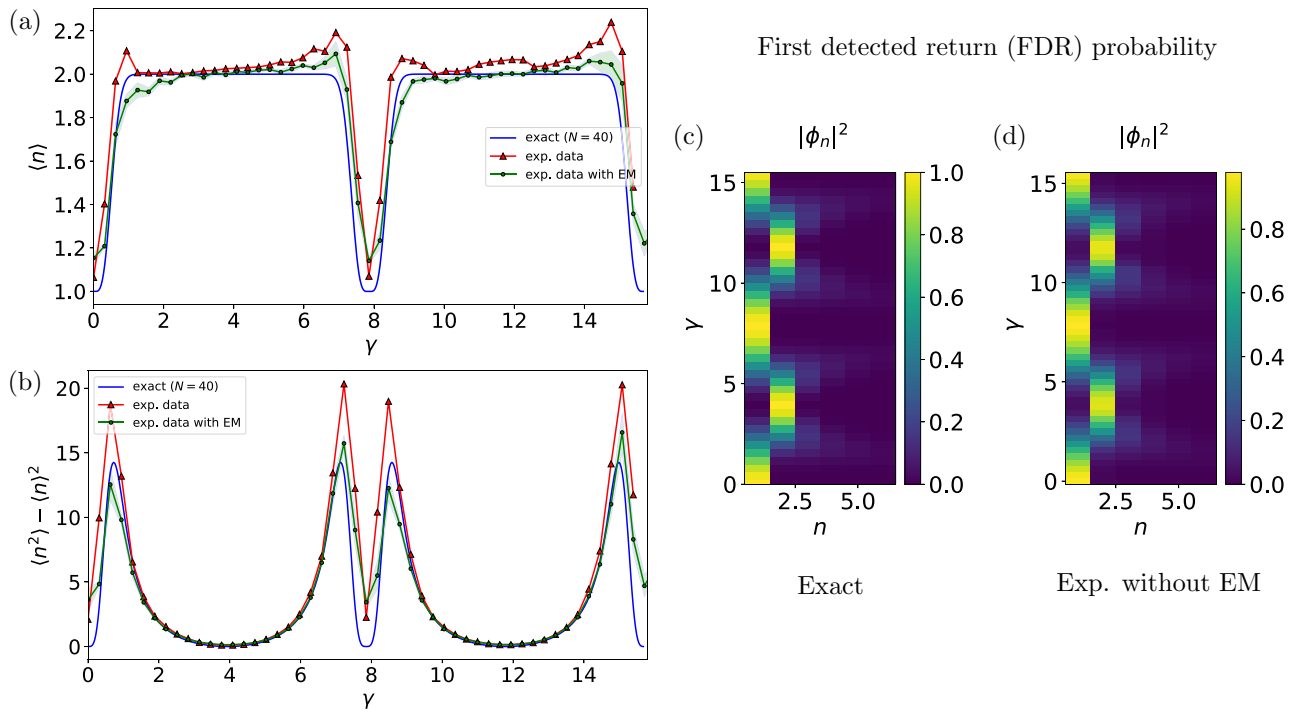 (a)
2.2
2.0
1.8
1.6
1.4
1.2
1.0
⟨n⟩
exact (N = 40)
exp. data
exp. data with EM
0 2 4 6 8 10 12 14
γ
(b)
20
15
10
5
0
⟨n²⟩ − ⟨n⟩²
exact (N = 40)
exp. data
exp. data with EM
0 2 4 6 8 10 12 14
γ
First detected return (FDR) probability
(c)
|ϕₙ|²
15
10
5
0
γ
2.5 5.0
n
1.0
0.8
0.6
0.4
0.2
0.0
Exact
(d)
|ϕₙ|²
15
10
5
0
γ
2.5 5.0
n
0.8
0.6
0.4
0.2
0.0
Exp. without EM